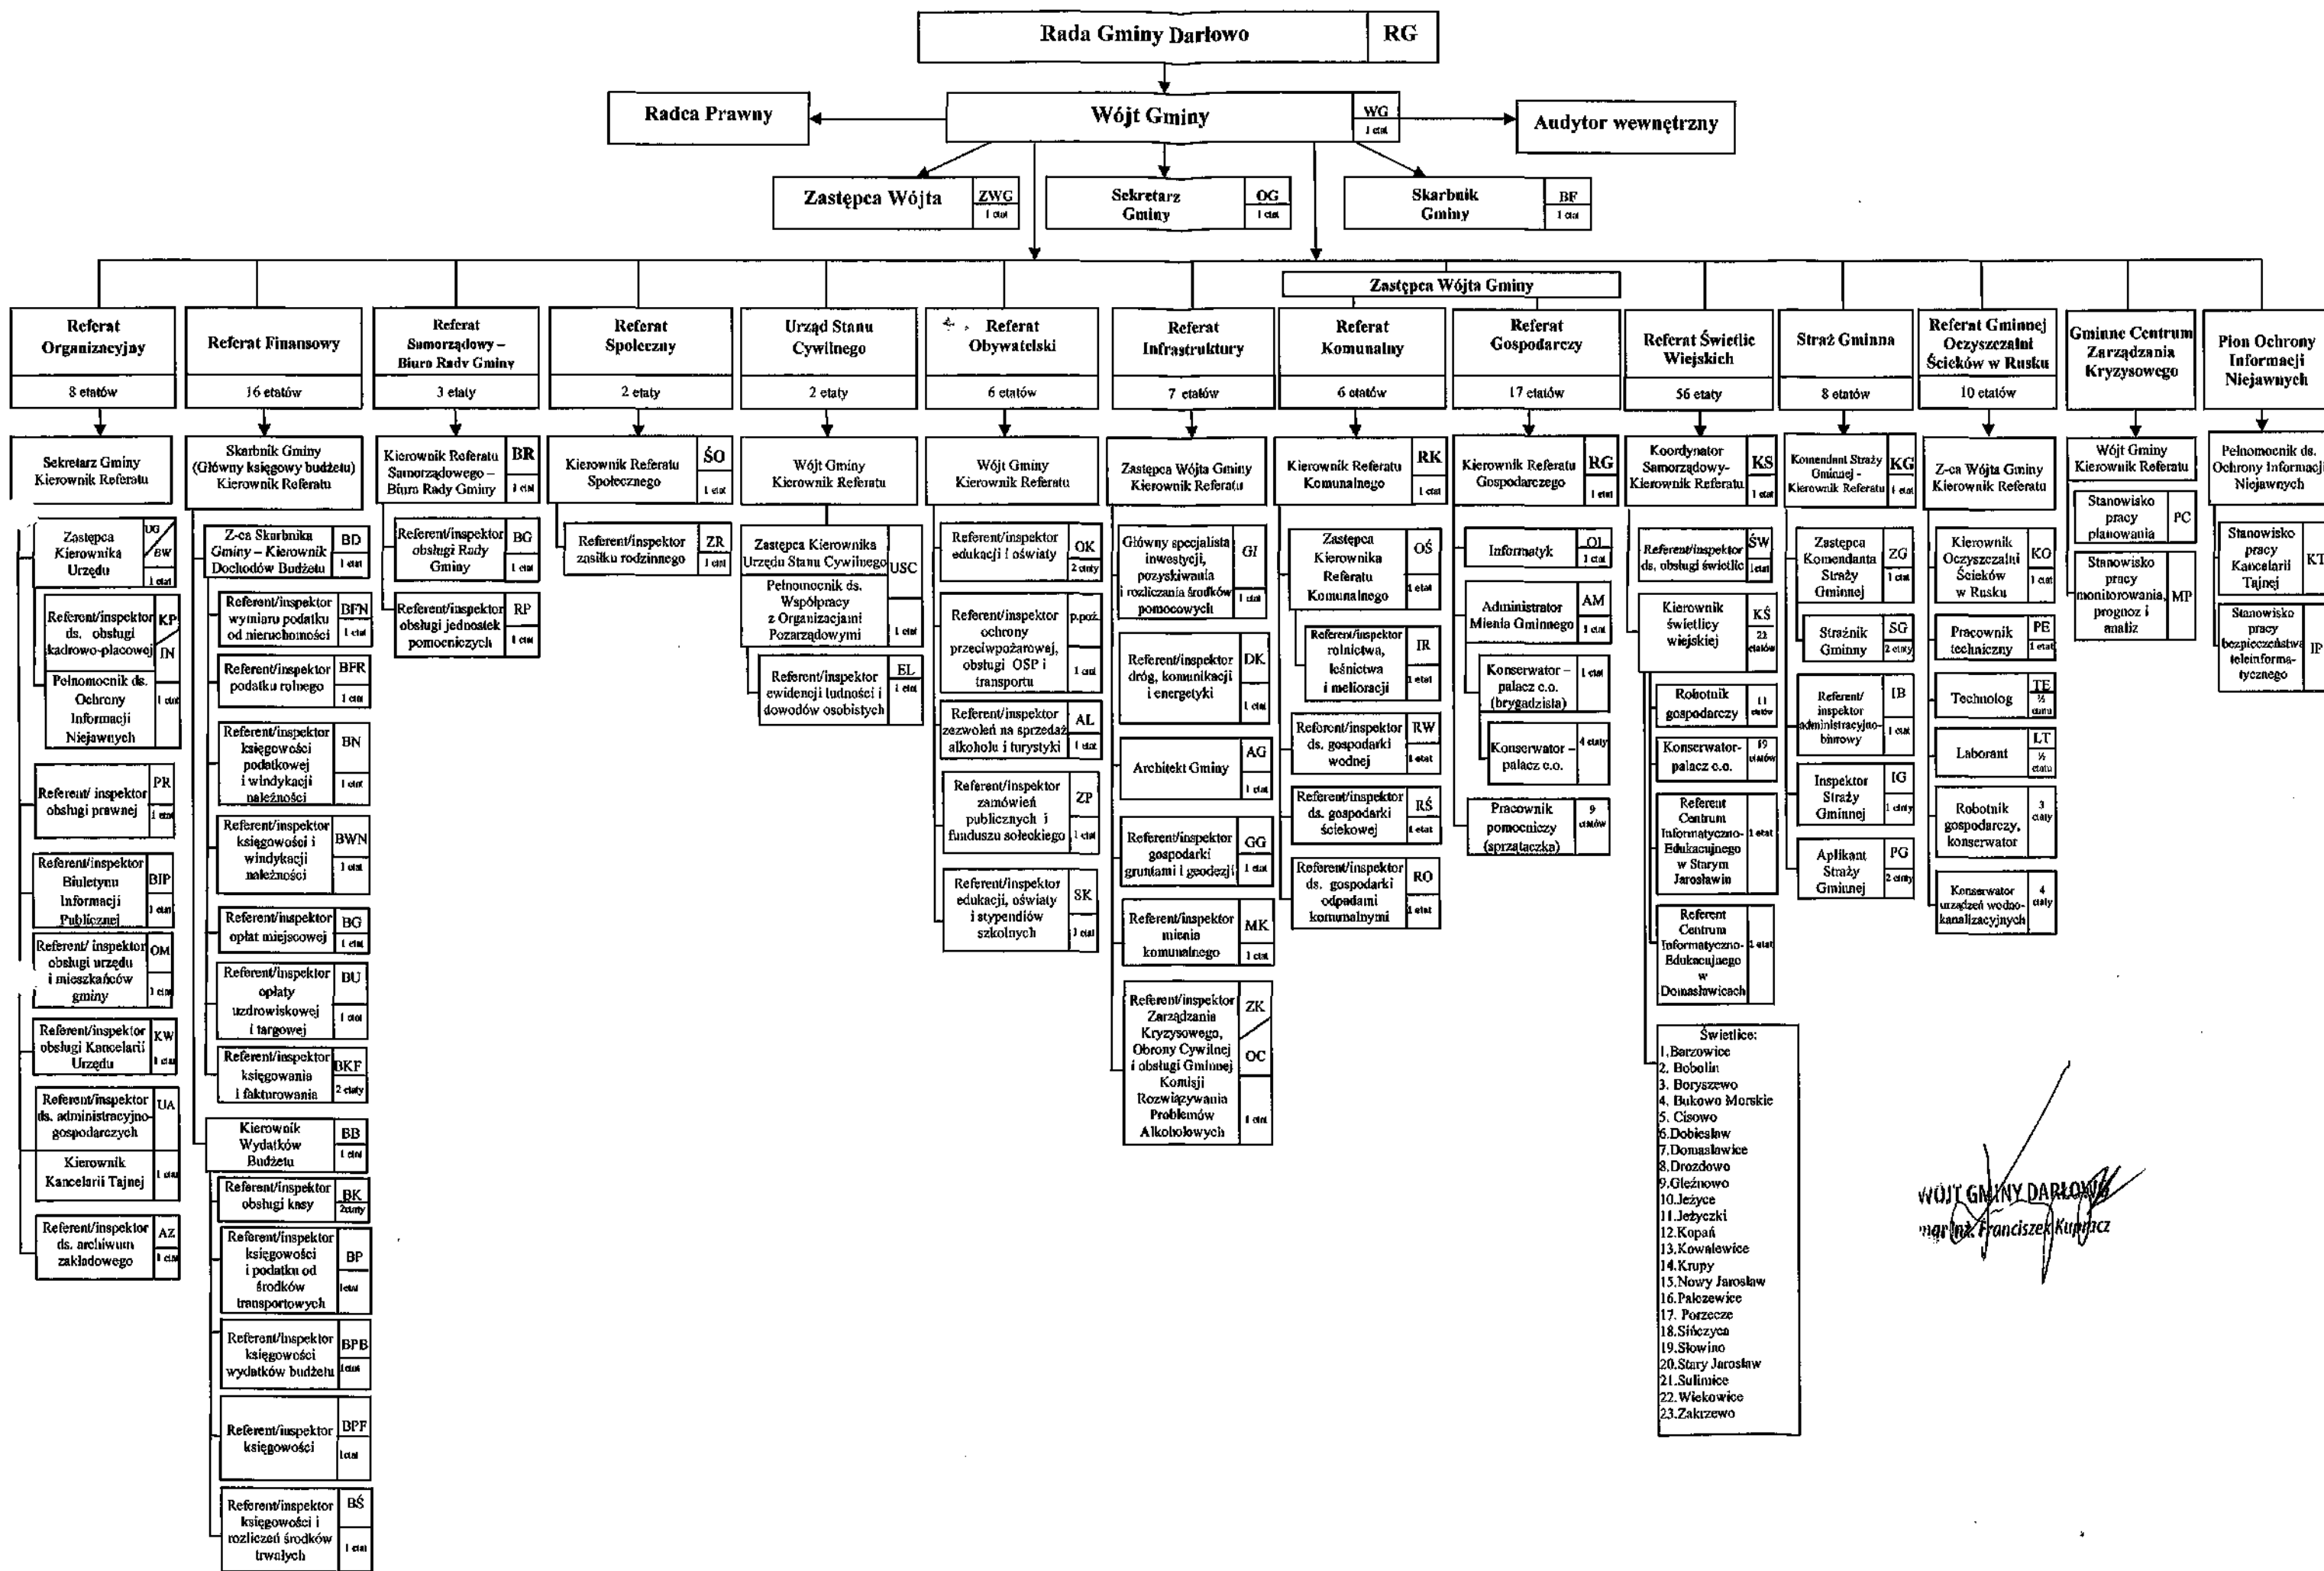 Rada Gminy Darłowo
RG
Radca Prawny
Wójt Gminy
WG
1 etat
Audytor wewnętrzny
Zastępca Wójta
ZWG
1 etat
Sekretarz
Gminy
OG
1 etat
Skarbnik
Gminy
BF
1 etat
Zastępca Wójta Gminy
Referat
Organizacyjny
8 etatów
Sekretarz Gminy
Kierownik Referatu
Zastępca
Kierownika
Urzędu
UG
BW
1 etat
Referent/inspektor
ds. obsługi
kadrowo-płacowej
KP
IN
Pełnomocnik ds.
Ochrony
Informacji
Niejawnych
1 etat
Referent/ inspektor
obsługi prawnej
PR
1 etat
Referent/inspektor
Biuletynu
Informacji
Publicznej
BIP
1 etat
Referent/ inspektor
obsługi urzędu
i mieszkańców
gminy
OM
1 etat
Referent/inspektor
obsługi Kancelarii
Urzędu
KW
1 etat
Referent/inspektor
ds. administracyjno-
gospodarczych
UA
Kierownik
Kancelarii Tajnej
1 etat
Referent/inspektor
ds. archiwum
zakładowego
AZ
1 etat
Referat Finansowy
16 etatów
Skarbnik Gminy
(Główny księgowy budżetu)
Kierownik Referatu
Z-ca Skarbnika
Gminy – Kierownik
Dochodów Budżetu
BD
1 etat
Referent/inspektor
wymiaru podatku
od nieruchomości
BFN
1 etat
Referent/inspektor
podatku rolnego
BFR
1 etat
Referent/inspektor
księgowości
podatkowej
i windykacji
należności
BN
1 etat
Referent/inspektor
księgowości i
windykacji
należności
BWN
1 etat
Referent/inspektor
opłat miejscowej
BG
1 etat
Referent/inspektor
opłaty
uzdrowiskowej
i targowej
BU
1 etat
Referent/inspektor
księgowania
i fakturowania
BKF
2 etaty
Kierownik
Wydatków
Budżetu
BB
1 etat
Referent/inspektor
obsługi kasy
BK
2etaty
Referent/inspektor
księgowości
i podatku od
środków
transportowych
BP
1etat
Referent/inspektor
księgowości
wydatków budżetu
BPB
1etat
Referent/inspektor
księgowości
BPF
1etat
Referent/inspektor
księgowości i
rozliczeń środków
trwałych
BŚ
1 etat
Referat
Samorządowy –
Biuro Rady Gminy
3 etaty
Kierownik Referatu
Samorządowego –
Biura Rady Gminy
BR
1 etat
Referent/inspektor
obsługi Rady
Gminy
BG
1 etat
Referent/inspektor
obsługi jednostek
pomocniczych
RP
1 etat
Referat
Społeczny
2 etaty
Kierownik Referatu
Społecznego
ŚO
1 etat
Referent/inspektor
zasiłku rodzinnego
ZR
1 etat
Urząd Stanu
Cywilnego
2 etaty
Wójt Gminy
Kierownik Referatu
Zastępca Kierownika
Urzędu Stanu Cywilnego
USC
Pełnomocnik ds.
Współpracy
z Organizacjami
Pozarządowymi
1 etat
Referent/inspektor
ewidencji ludności i
dowodów osobistych
EL
1 etat
Referat
Obywatelski
6 etatów
Wójt Gminy
Kierownik Referatu
Referent/inspektor
edukacji i oświaty
OK
2 etaty
Referent/inspektor
ochrony
przeciwpożarowej,
obsługi OSP i
transportu
p.poż.
1 etat
Referent/inspektor
zezwoleń na sprzedaż
alkoholu i turystyki
AL
1 etat
Referent/inspektor
zamówień
publicznych i
funduszu sołeckiego
ZP
1 etat
Referent/inspektor
edukacji, oświaty
i stypendiów
szkolnych
SK
1 etat
Referat
Infrastruktury
7 etatów
Zastępca Wójta Gminy
Kierownik Referatu
Główny specjalista
inwestycji,
pozyskiwania
i rozliczania środków
pomocowych
GI
1 etat
Referent/inspektor
dróg, komunikacji
i energetyki
DK
1 etat
Architekt Gminy
AG
1 etat
Referent/inspektor
gospodarki
gruntami i geodezji
GG
1 etat
Referent/inspektor
mienia
komunalnego
MK
1 etat
Referent/inspektor
Zarządzania
Kryzysowego,
Obrony Cywilnej
i obsługi Gminnej
Komisji
Rozwiązywania
Problemów
Alkoholowych
ZK
OC
1 etat
Referat
Komunalny
6 etatów
Kierownik Referatu
Komunalnego
RK
1 etat
Zastępca
Kierownika
Referatu
Komunalnego
OŚ
1 etat
Referent/inspektor
rolnictwa,
leśnictwa
i melioracji
IR
1 etat
Referent/inspektor
ds. gospodarki
wodnej
RW
1 etat
Referent/inspektor
ds. gospodarki
ściekowej
RŚ
1 etat
Referent/inspektor
ds. gospodarki
odpadami
komunalnymi
RO
1 etat
Referat
Gospodarczy
17 etatów
Kierownik Referatu
Gospodarczego
RG
1 etat
Informatyk
OI
1 etat
Administrator
Mienia Gminnego
AM
1 etat
Konserwator –
palacz c.o.
(brygadzista)
1 etat
Konserwator –
palacz c.o.
4 etaty
Pracownik
pomocniczy
(sprzątaczka)
9
etatów
Referat Świetlic
Wiejskich
56 etaty
Koordynator
Samorządowy-
Kierownik Referatu
KS
1 etat
Referent/inspektor
ds. obsługi świetlic
ŚW
1etat
Kierownik
świetlicy
wiejskiej
KŚ
22
etatów
Robotnik
gospodarczy
11
etatów
Konserwator-
palacz c.o.
19
etatów
Referent
Centrum
Informatyczno-
Edukacyjnego
w Starym
Jarosławin
1 etat
Referent
Centrum
Informatyczno-
Edukacyjnego
w
Domasławicach
1 etat
Świetlice:
1.Barzowice
2. Bobolin
3. Boryszewo
4. Bukowo Morskie
5. Cisowo
6.Dobiesław
7.Domasławice
8.Drozdowo
9.Gleźnowo
10.Jeżyce
11.Jeżyczki
12.Kopań
13.Kowalewice
14.Krupy
15.Nowy Jarosław
16.Palczewice
17. Porzecze
18.Sińczyca
19.Słowino
20.Stary Jarosław
21.Sulimice
22.Wiekowice
23.Zakrzewo
Straż Gminna
8 etatów
Komendant Straży
Gminnej -
Kierownik Referatu
KG
1 etat
Zastępca
Komendanta
Straży
Gminnej
ZG
1 etat
Strażnik
Gminny
SG
2 etaty
Referent/
inspektor
administracyjno-
biurowy
IB
1 etat
Inspektor
Straży
Gminnej
IG
1 etaty
Aplikant
Straży
Gminnej
PG
2 etaty
Referat Gminnej
Oczyszczalni
Ścieków w Rusku
10 etatów
Z-ca Wójta Gminy
Kierownik Referatu
Kierownik
Oczyszczalni
Ścieków
w Rusku
KO
1 etat
Pracownik
techniczny
PE
1 etat
Technolog
TE
½
etatu
Laborant
LT
½
etatu
Robotnik
gospodarczy,
konserwator
3
etaty
Konserwator
urządzeń wodno-
kanalizacyjnych
4
etaty
Gminne Centrum
Zarządzania
Kryzysowego
Wójt Gminy
Kierownik Referatu
Stanowisko
pracy
planowania
PC
Stanowisko
pracy
monitorowania,
prognoz i
analiz
MP
Pion Ochrony
Informacji
Niejawnych
Pełnomocnik ds.
Ochrony Informacji
Niejawnych
Stanowisko
pracy
Kancelarii
Tajnej
KT
Stanowisko
pracy
bezpieczeństwa
teleinforma-
tycznego
IP
WÓJT GMINY DARŁOWO
mgr inż. Franciszek Kupracz